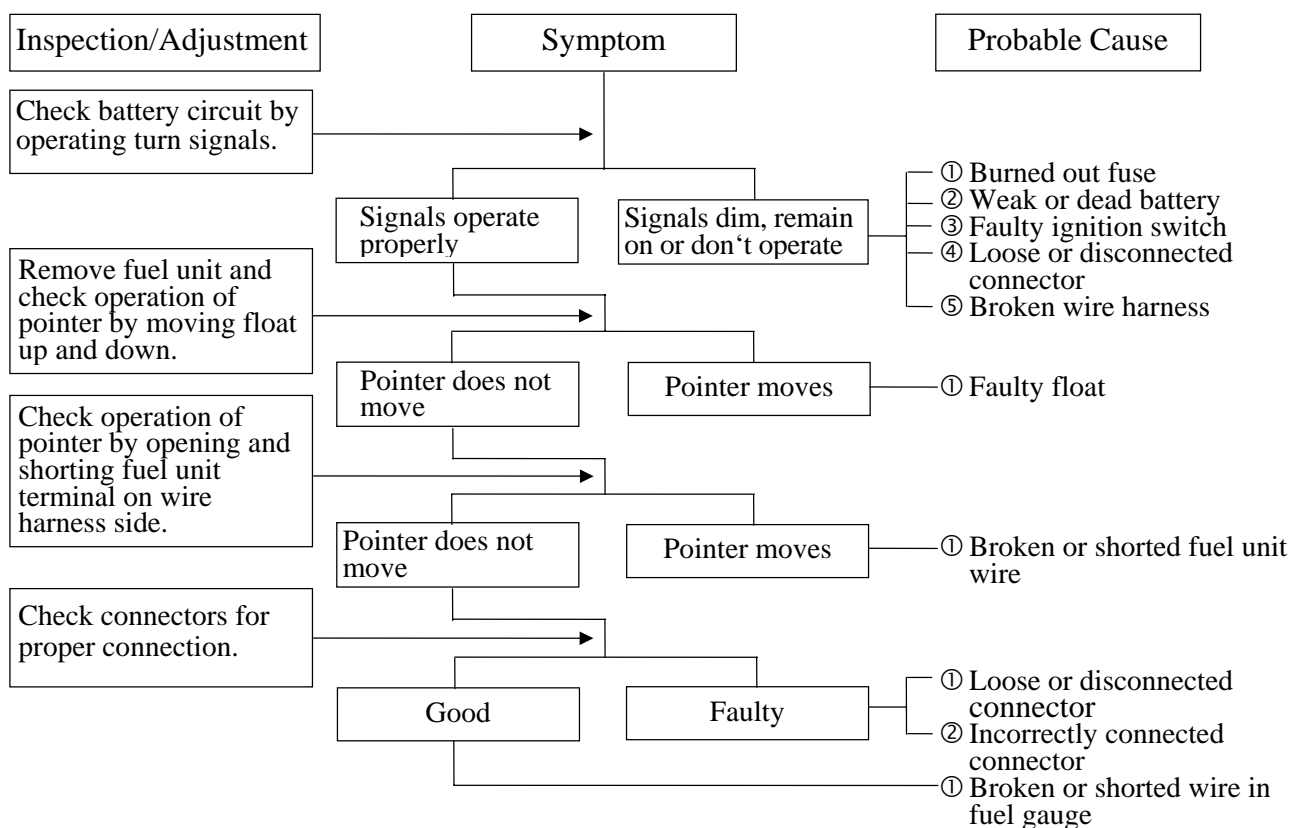 Inspection/Adjustment
Symptom
Probable Cause
Check battery circuit by
operating turn signals.
Signals operate
properly
Signals dim, remain
on or don‘t operate
① Burned out fuse
② Weak or dead battery
③ Faulty ignition switch
④ Loose or disconnected
connector
⑤ Broken wire harness
Remove fuel unit and
check operation of
pointer by moving float
up and down.
Pointer does not
move
Pointer moves
① Faulty float
Check operation of
pointer by opening and
shorting fuel unit
terminal on wire
harness side.
Pointer does not
move
Pointer moves
① Broken or shorted fuel unit
wire
Check connectors for
proper connection.
Good
Faulty
① Loose or disconnected
connector
② Incorrectly connected
connector
① Broken or shorted wire in
fuel gauge